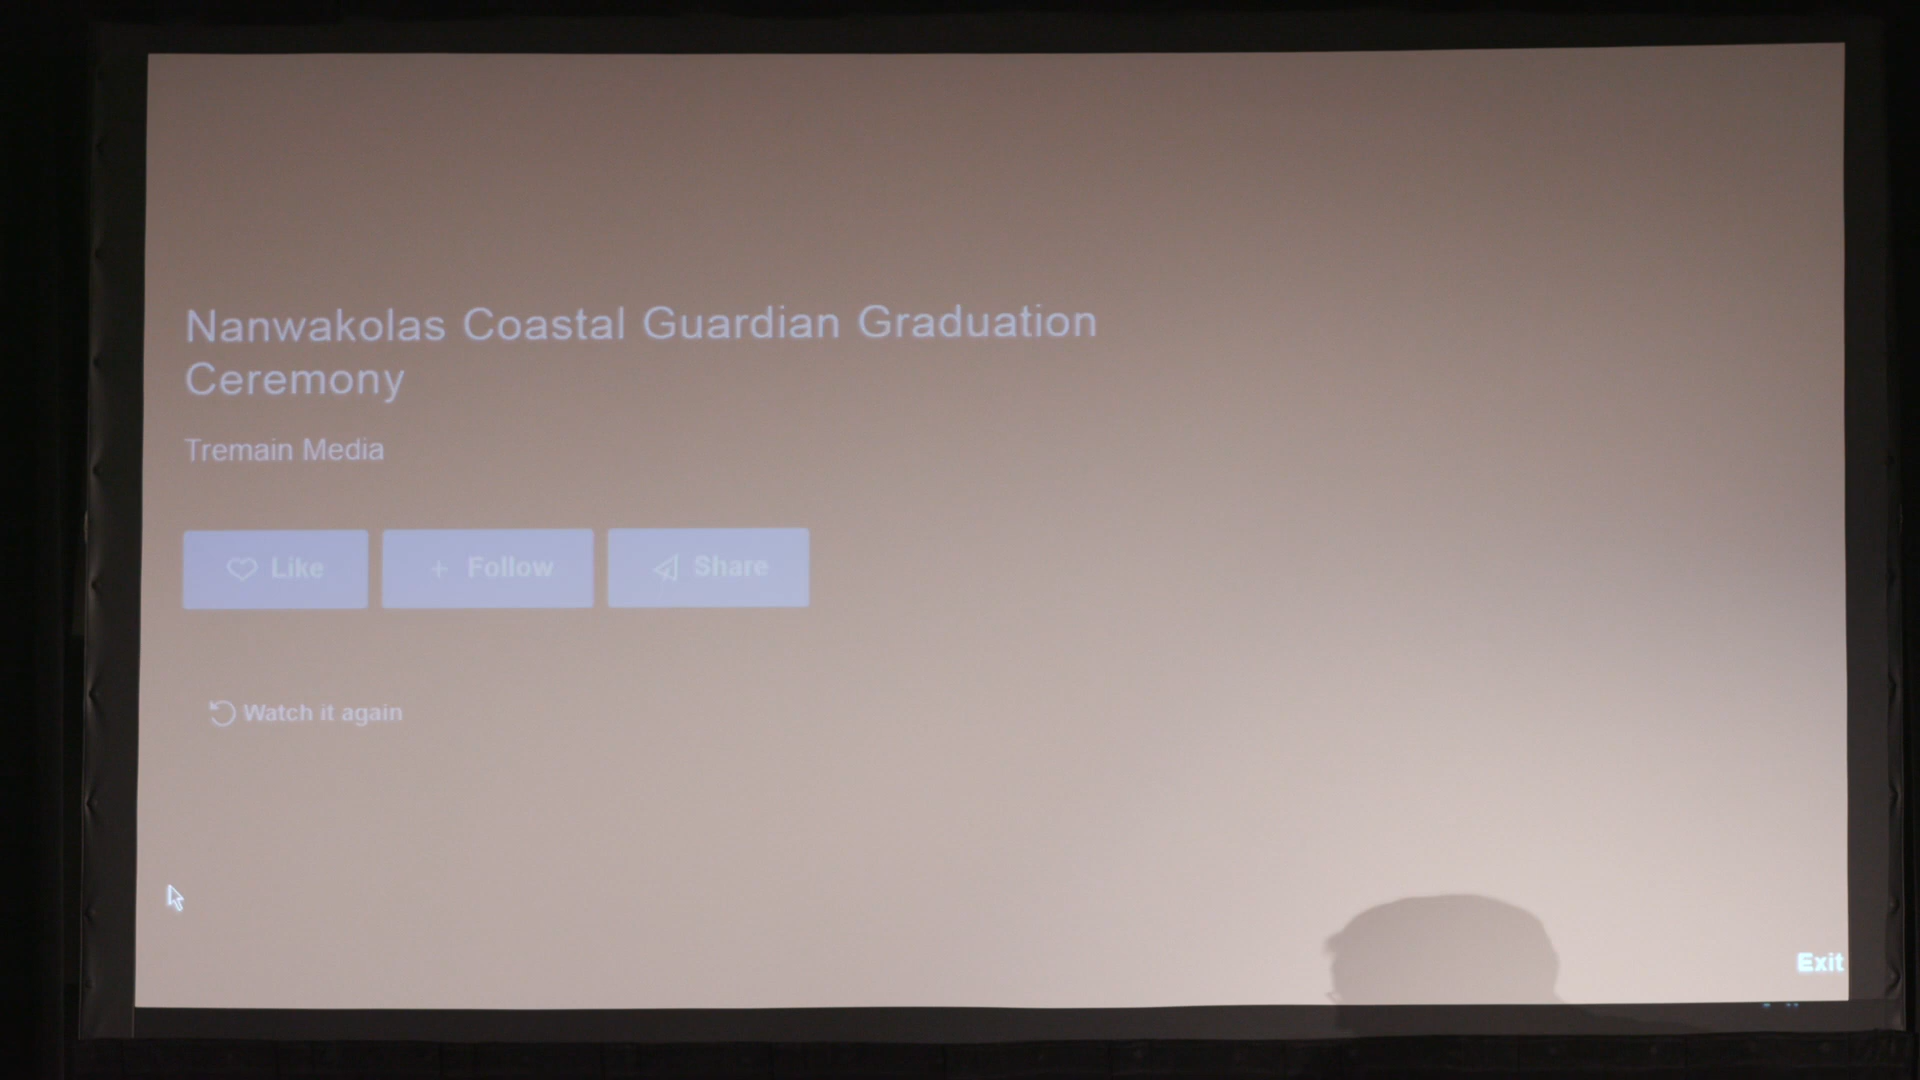 Nanwakolas Coastal Guardian Graduation
Ceremony
Tremain Media
Like
+ Follow
Share
Watch it again
Exit